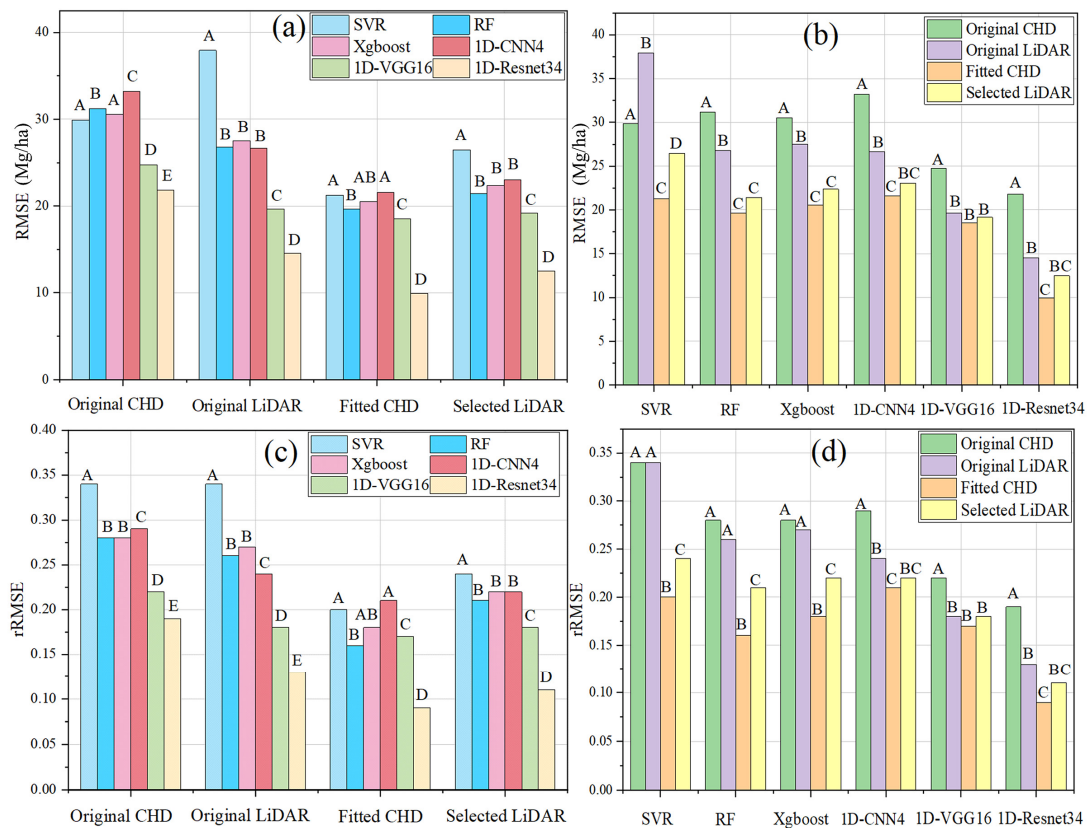 (a)
SVR RF
Xgboost 1D-CNN4
1D-VGG16 1D-Resnet34
RMSE (Mg/ha)
40
30
20
10
0
A B A C D E
A B B B C D
A B AB A C D
A B B B C D
Original CHD Original LiDAR Fitted CHD Selected LiDAR
(b)
Original CHD
Original LiDAR
Fitted CHD
Selected LiDAR
RMSE (Mg/ha)
40
35
30
25
20
15
10
5
0
A B C D
A B C C
A B C C
A B C BC
A B B B
A B C BC
SVR RF Xgboost 1D-CNN4 1D-VGG16 1D-Resnet34
(c)
SVR RF
Xgboost 1D-CNN4
1D-VGG16 1D-Resnet34
rRMSE
0.40
0.35
0.30
0.25
0.20
0.15
0.10
0.05
0.00
A B B C D E
A B B C D E
A B AB A C D
A B B B C D
Original CHD Original LiDAR Fitted CHD Selected LiDAR
(d)
Original CHD
Original LiDAR
Fitted CHD
Selected LiDAR
rRMSE
0.35
0.30
0.25
0.20
0.15
0.10
0.05
0.00
A A B C
A A B C
A A B C
A B C BC
A B B B
A B C BC
SVR RF Xgboost 1D-CNN4 1D-VGG16 1D-Resnet34